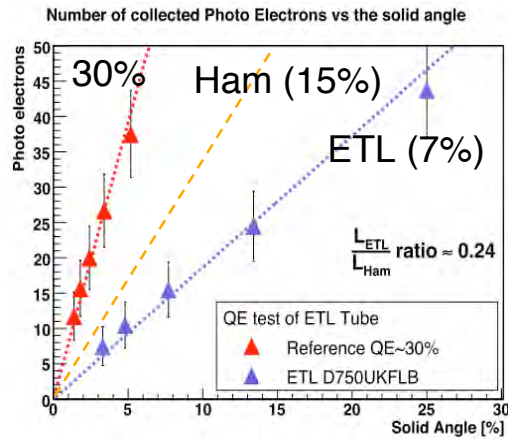 Number of collected Photo Electrons vs the solid angle
Photo electrons
50
45
40
35
30
25
20
15
10
5
0
30%
Ham (15%)
ETL (7%)
L_ETL
L_Ham
ratio ≈ 0.24
QE test of ETL Tube
Reference QE~30%
ETL D750UKFLB
0 5 10 15 20 25 30
Solid Angle [%]